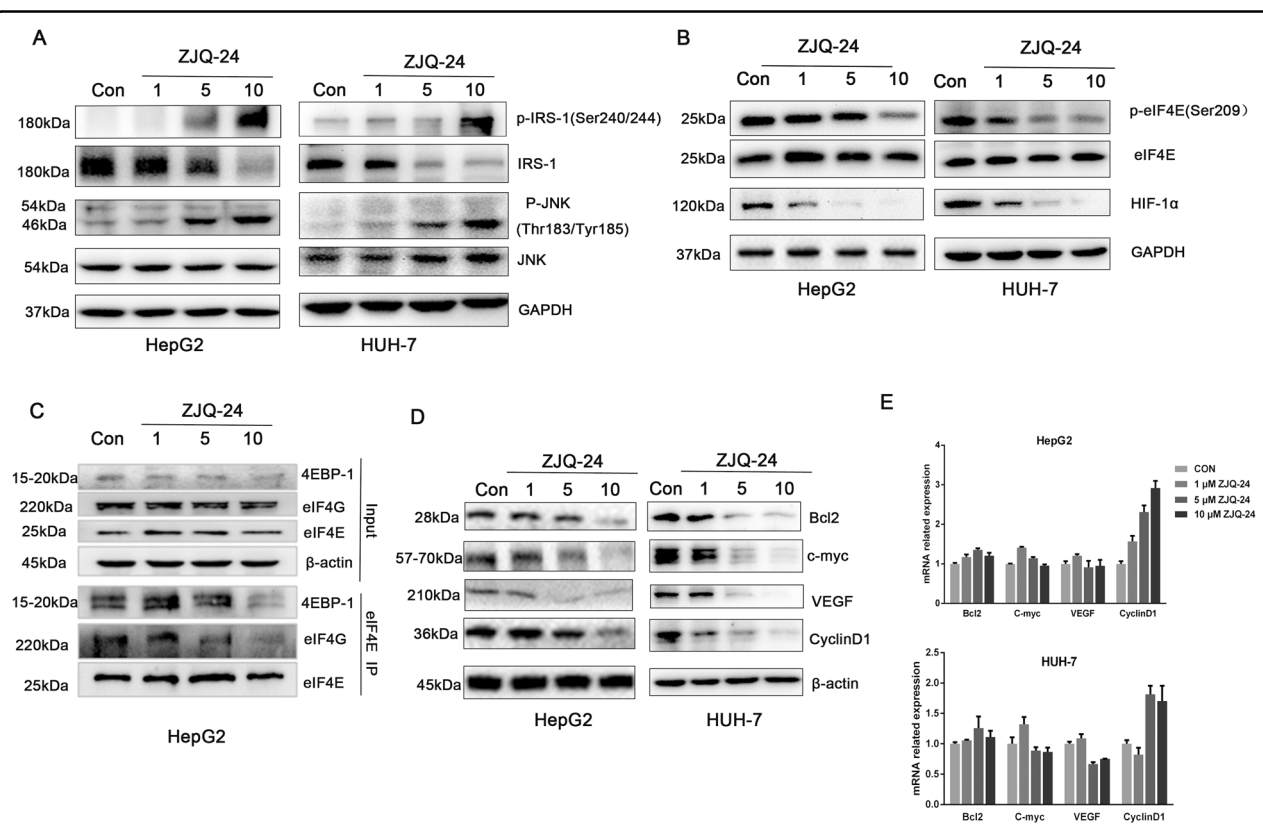 A
ZJQ-24
Con 1 5 10
ZJQ-24
Con 1 5 10
180kDa
p-IRS-1(Ser240/244)
180kDa
IRS-1
54kDa
46kDa
P-JNK
(Thr183/Tyr185)
54kDa
JNK
37kDa
GAPDH
HepG2
HUH-7
B
ZJQ-24
Con 1 5 10
ZJQ-24
Con 1 5 10
25kDa
p-eIF4E(Ser209）
25kDa
eIF4E
120kDa
HIF-1α
37kDa
GAPDH
HepG2
HUH-7
C
ZJQ-24
Con 1 5 10
15-20kDa
4EBP-1
220kDa
eIF4G
25kDa
eIF4E
45kDa
β-actin
Input
15-20kDa
4EBP-1
220kDa
eIF4G
25kDa
eIF4E
eIF4E IP
HepG2
D
ZJQ-24
Con 1 5 10
ZJQ-24
Con 1 5 10
28kDa
Bcl2
57-70kDa
c-myc
210kDa
VEGF
36kDa
CyclinD1
45kDa
β-actin
HepG2
HUH-7
E
HepG2
mRNA related expression
4
3
2
1
0
Bcl2 C-myc VEGF CyclinD1
CON
1 μM ZJQ-24
5 μM ZJQ-24
10 μM ZJQ-24
HUH-7
mRNA related expression
2.5
2.0
1.5
1.0
0.5
0.0
Bcl2 C-myc VEGF CyclinD1